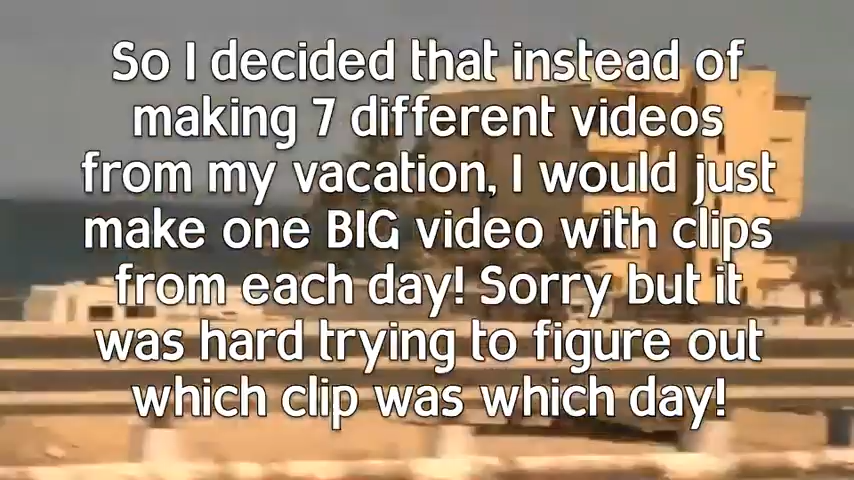 So I decided that instead of
making 7 different videos
from my vacation, I would just
make one BIG video with clips
from each day! Sorry but it
was hard trying to figure out
which clip was which day!